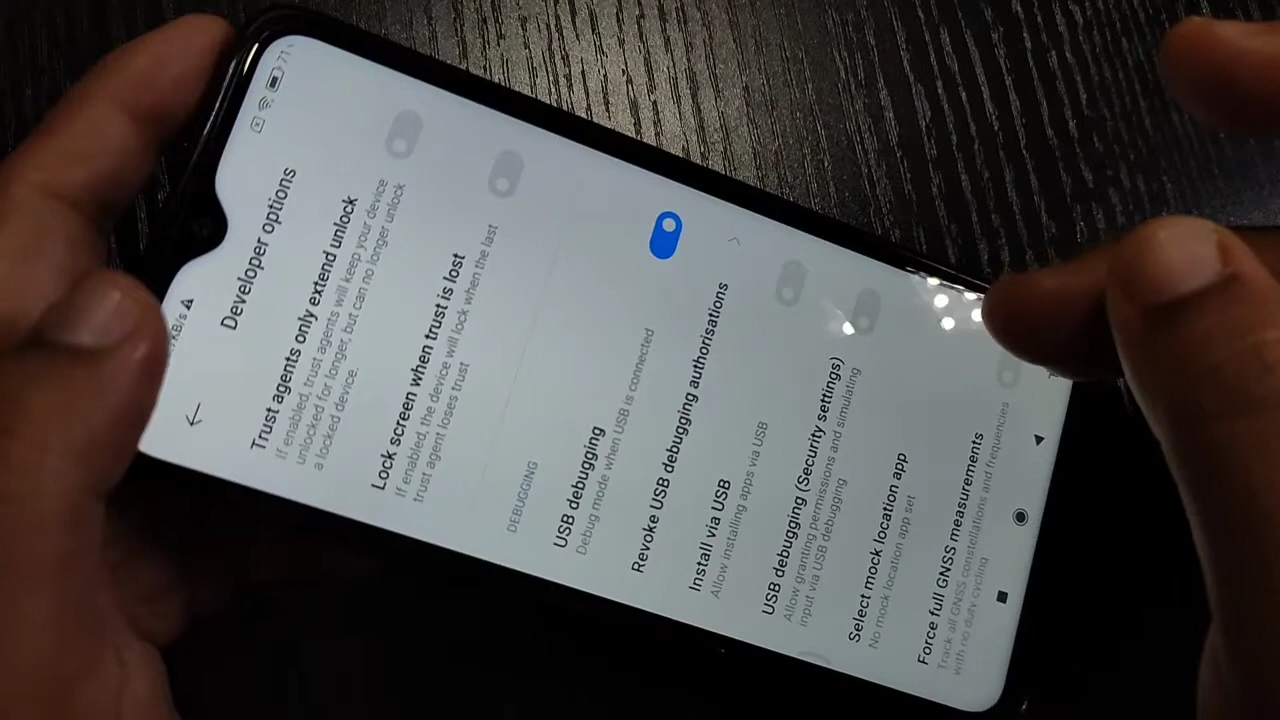 KB/s
71
Developer options
Trust agents only extend unlock
If enabled, trust agents will keep your device
unlocked for longer, but can no longer unlock
a locked device.
Lock screen when trust is lost
If enabled, the device will lock when the last
trust agent loses trust
DEBUGGING
USB debugging
Debug mode when USB is connected
Revoke USB debugging authorisations
Install via USB
Allow installing apps via USB
USB debugging (Security settings)
Allow granting permissions and simulating
input via USB debugging
Select mock location app
No mock location app set
Force full GNSS measurements
Track all GNSS constellations and frequencies
with no duty cycling